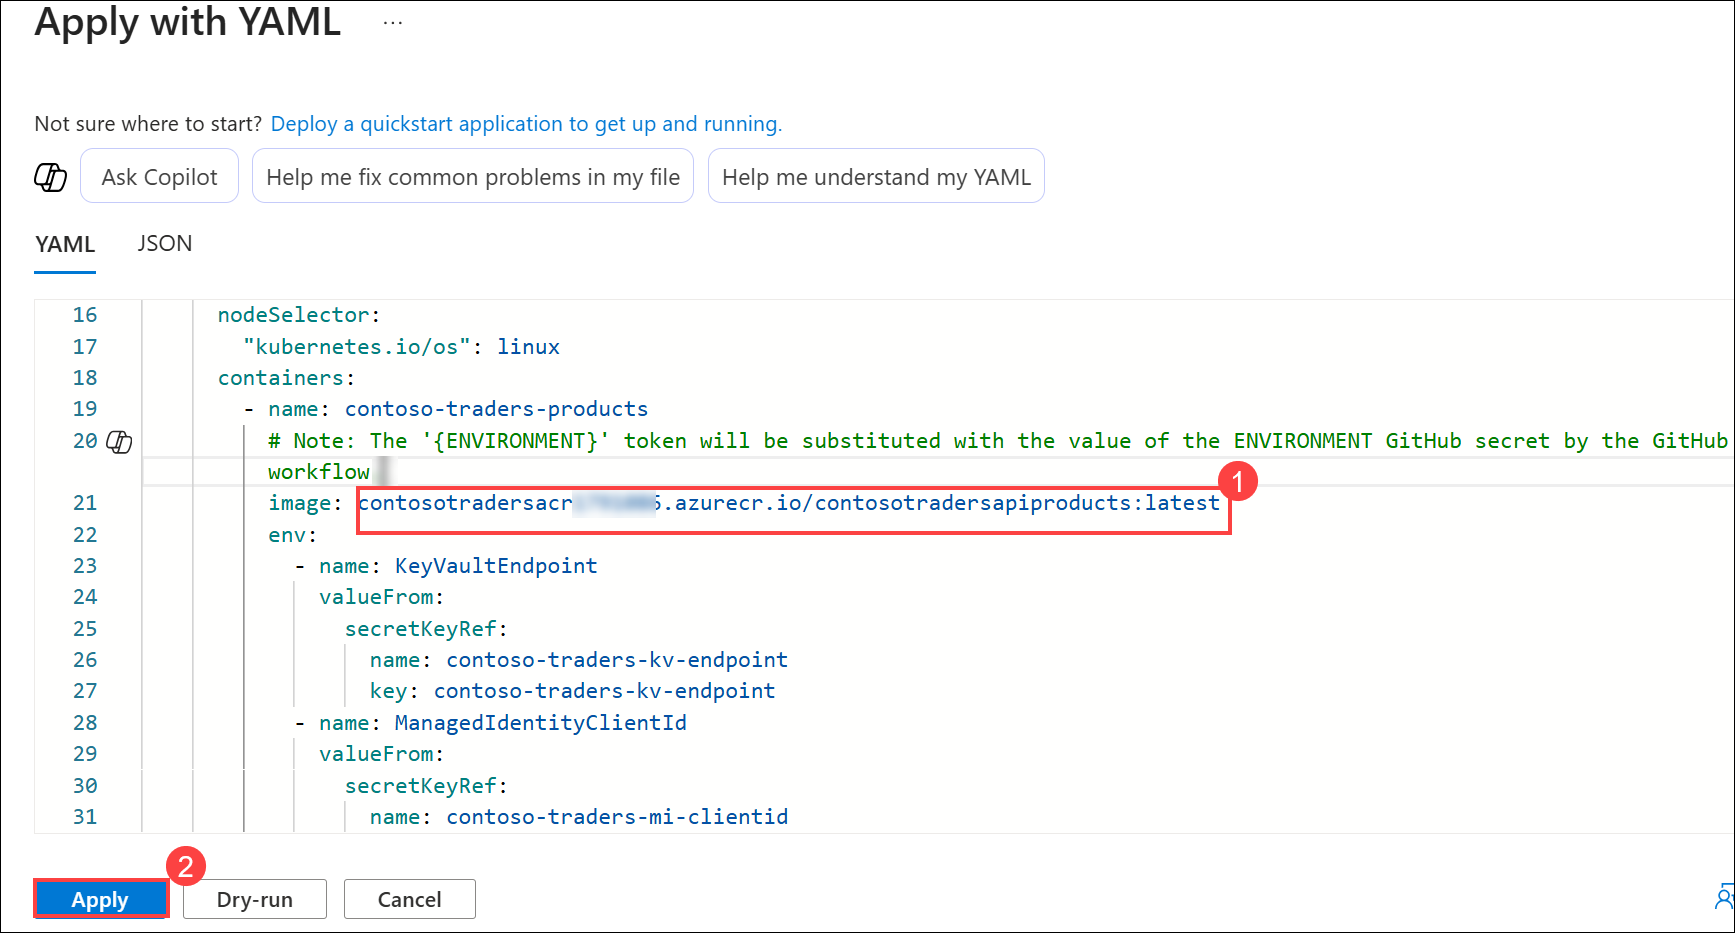 Apply with YAML ...
Not sure where to start? Deploy a quickstart application to get up and running.
Ask Copilot
Help me fix common problems in my file
Help me understand my YAML
YAML
JSON
16 nodeSelector:
17 "kubernetes.io/os": linux
18 containers:
19 - name: contoso-traders-products
20 # Note: The '{ENVIRONMENT}' token will be substituted with the value of the ENVIRONMENT GitHub secret by the GitHub
workflow
1
21 image: contosotradersacr .azurecr.io/contosotradersapiproducts:latest
22 env:
23 - name: KeyVaultEndpoint
24 valueFrom:
25 secretKeyRef:
26 name: contoso-traders-kv-endpoint
27 key: contoso-traders-kv-endpoint
28 - name: ManagedIdentityClientId
29 valueFrom:
30 secretKeyRef:
31 name: contoso-traders-mi-clientid
2
Apply
Dry-run
Cancel